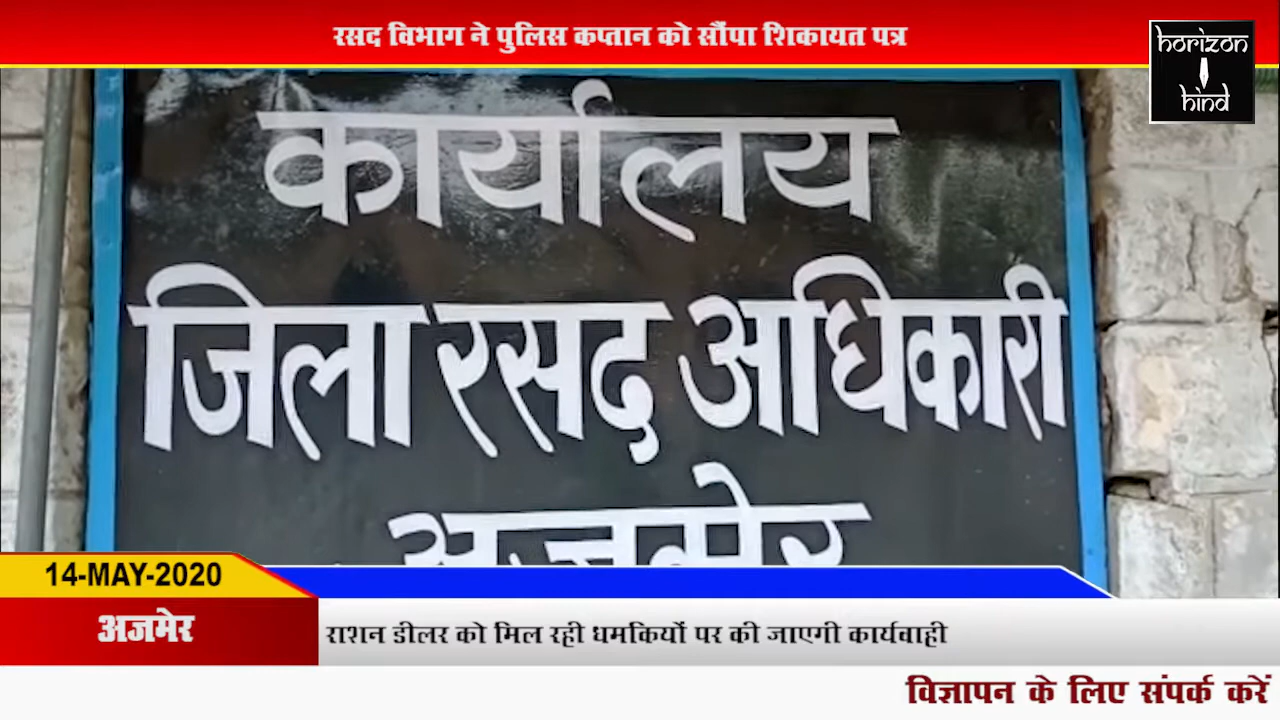 रसद विभाग ने पुलिस कप्तान को सौंपा शिकायत पत्र
horizon
hind
कार्यालय
जिला रसद अधिकारी
अजमेर
14-MAY-2020
अजमेर
राशन डीलर को मिल रही धमकियों पर की जाएगी कार्यवाही
विज्ञापन के लिए संपर्क करें